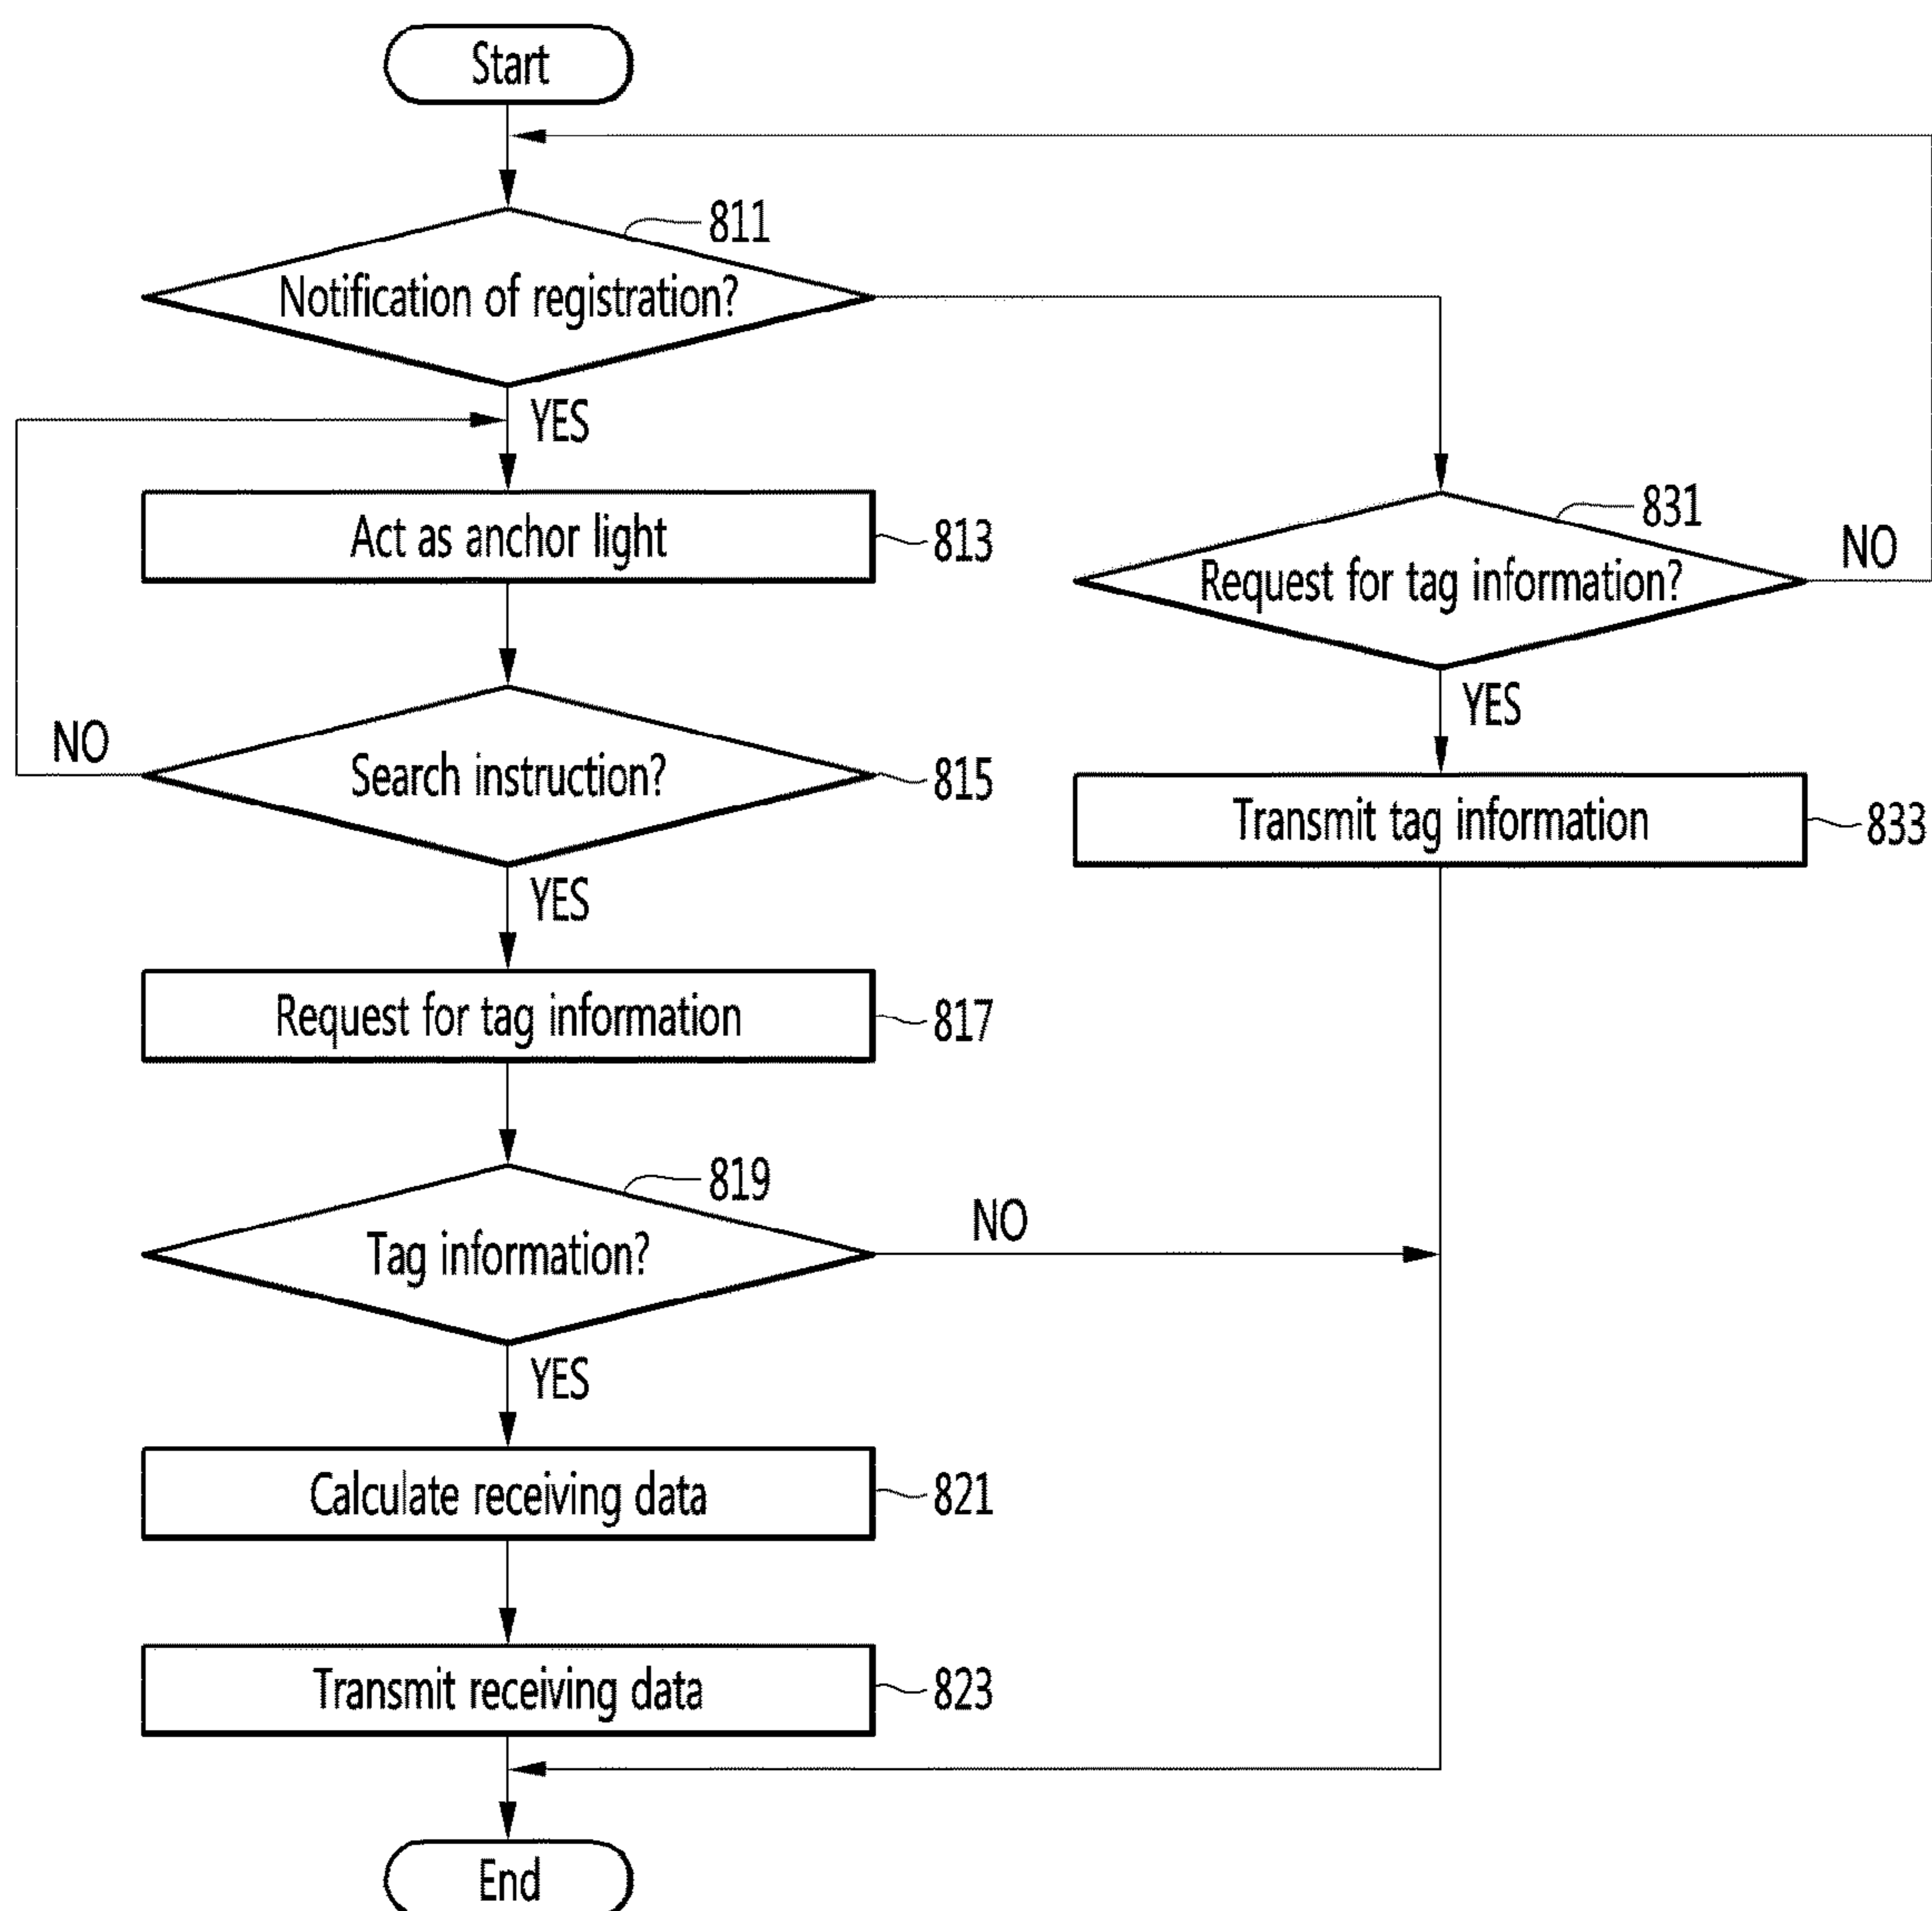 Start
811
Notification of registration?
YES
Act as anchor light
813
831
Request for tag information?
NO
YES
NO
Search instruction?
815
Transmit tag information
833
YES
Request for tag information
817
819
Tag information?
NO
YES
Calculate receiving data
821
Transmit receiving data
823
End